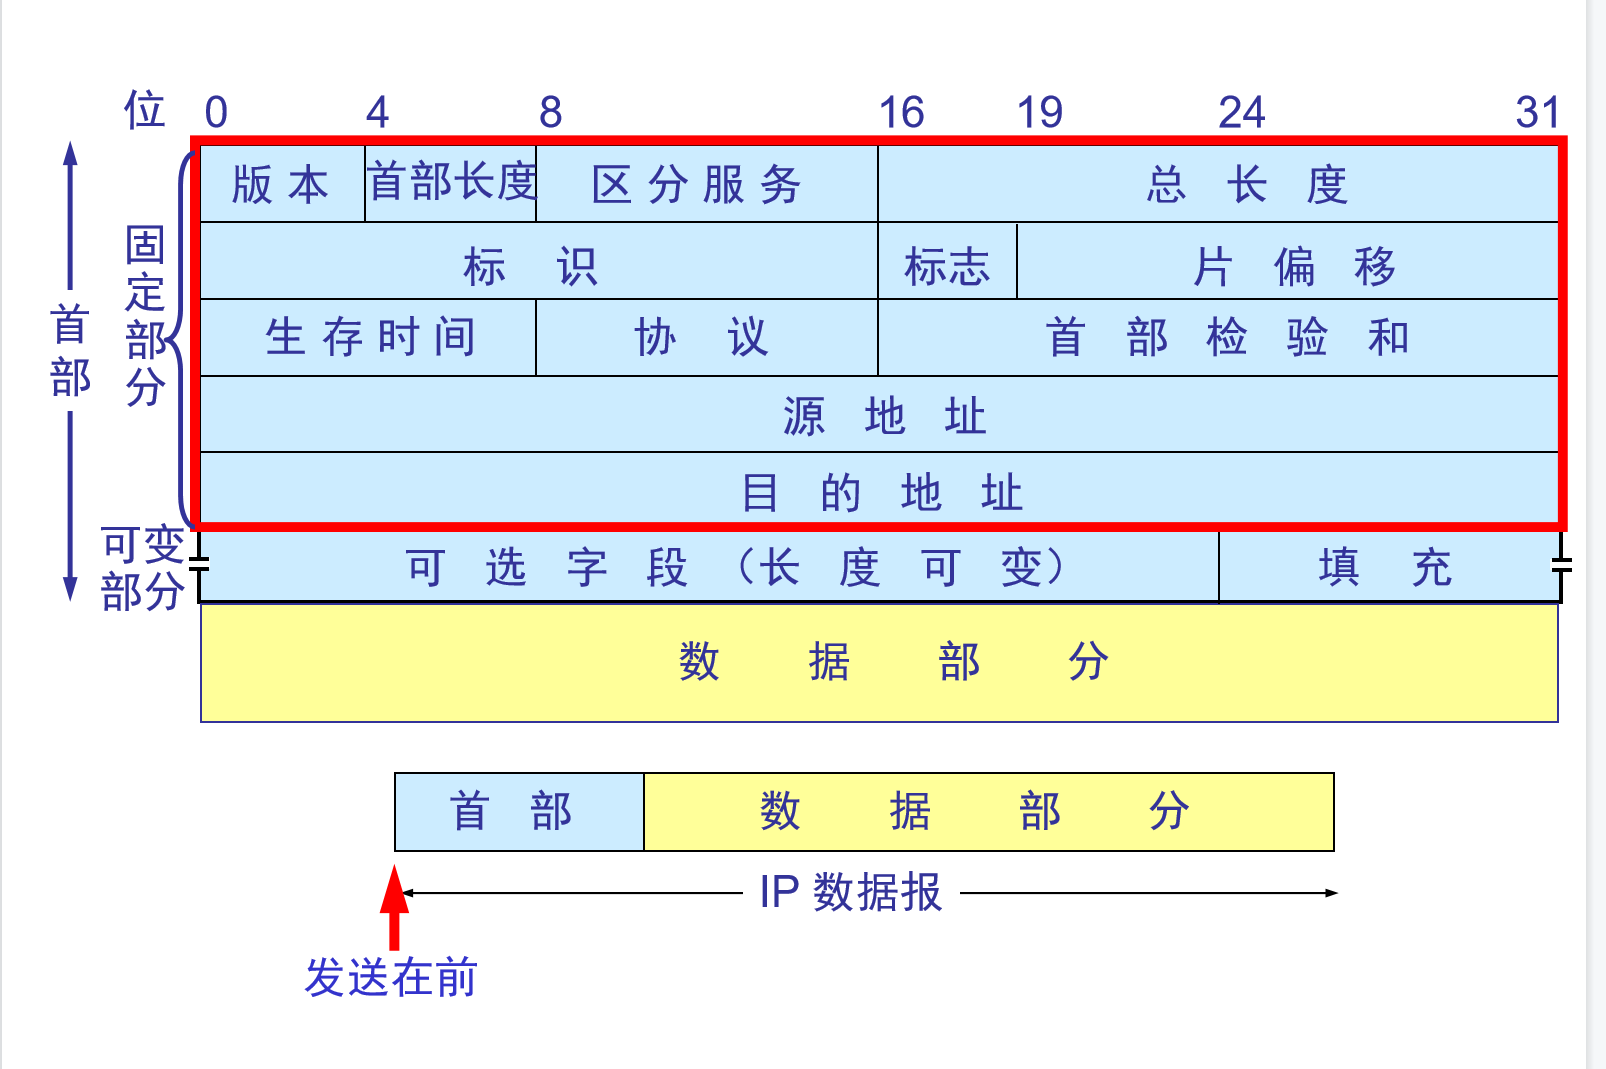 位 0 4 8 16 19 24 31
版本 首部长度 区分服务 总长度
标识 标志 片偏移
生存时间 协议 首部检验和
源地址
目的地址
可选字段（长度可变） 填充
数据部分
首部
固定部分
可变部分
首部 数据部分
IP 数据报
发送在前